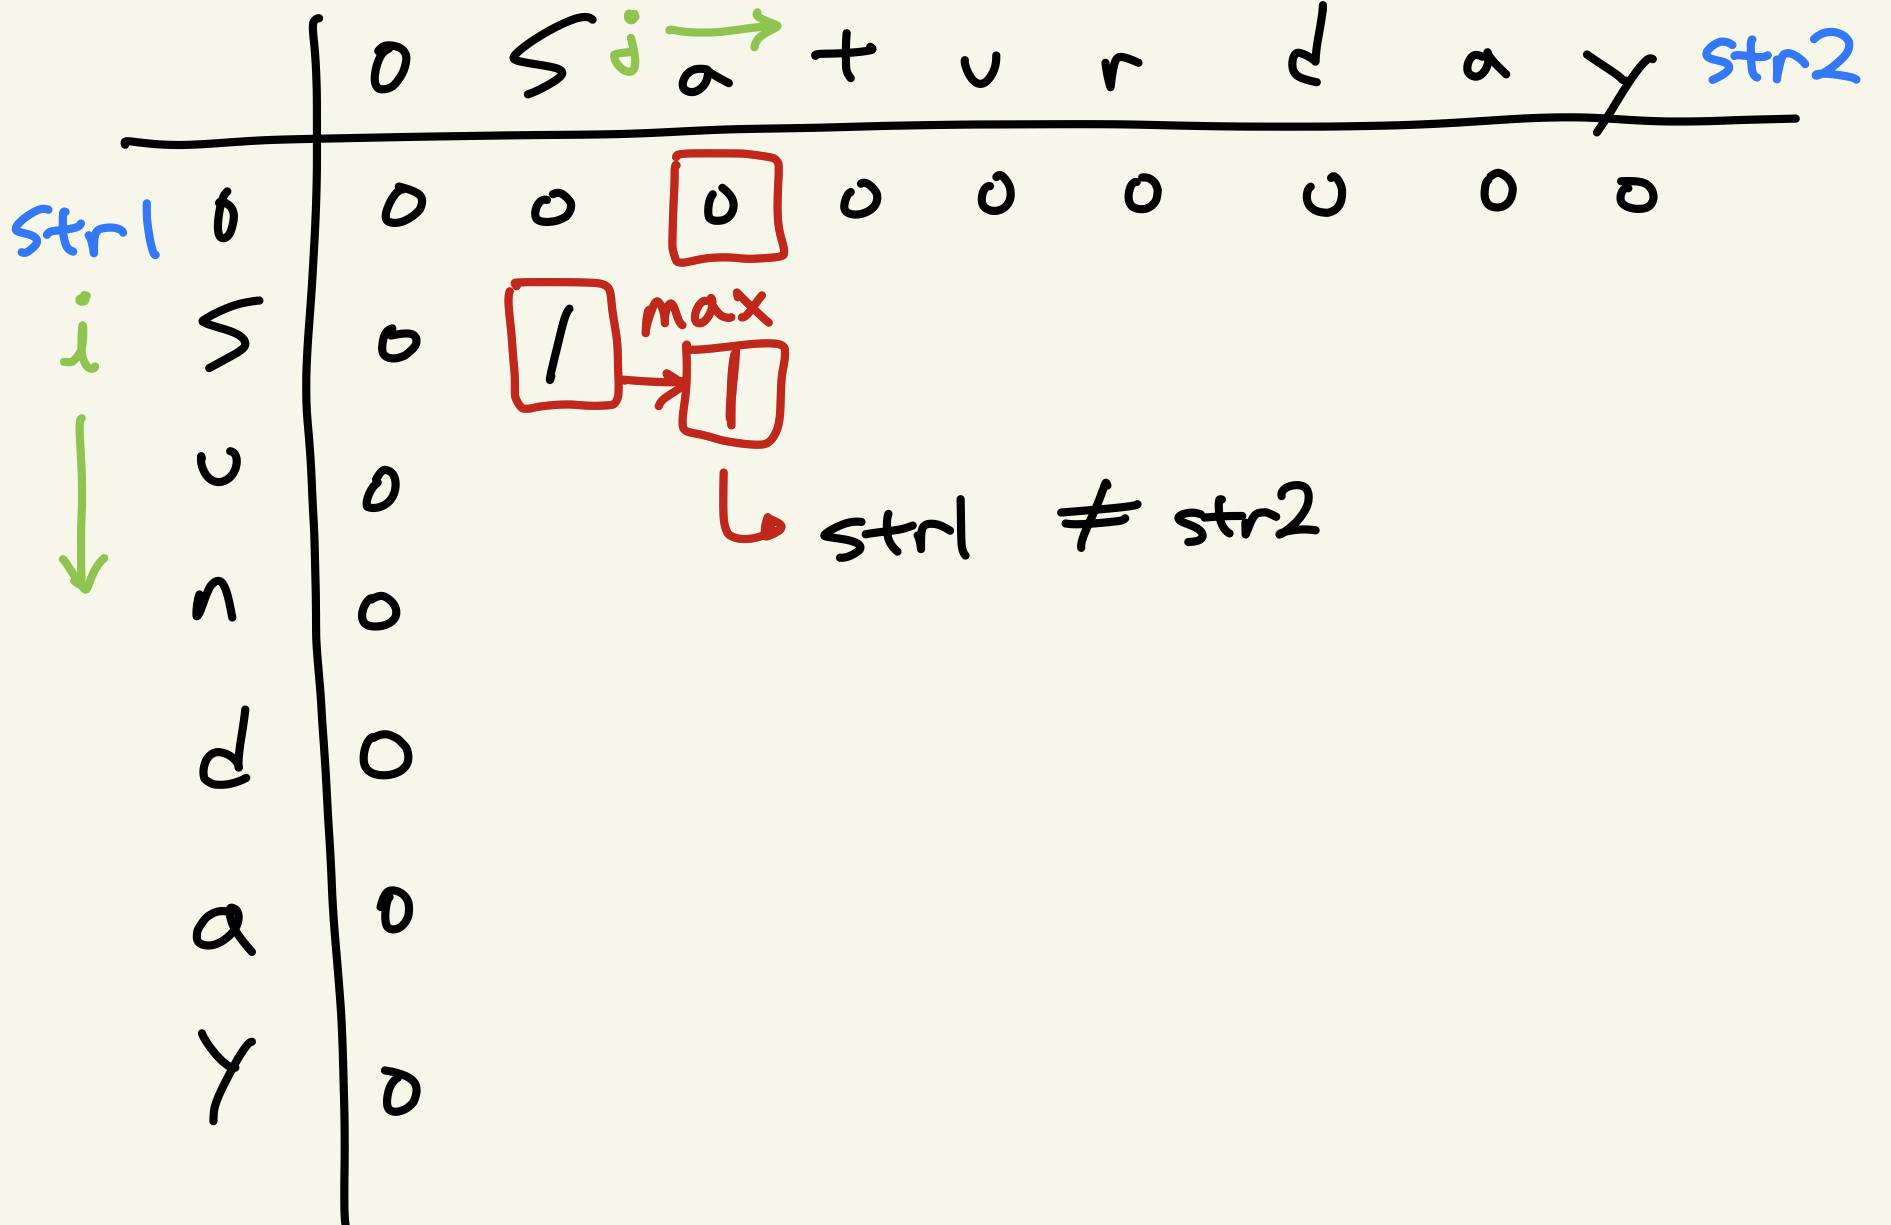 0 S j → a t u r d a y str2
str1 0 0 0 0 0 0 0 0 0 0
i S 0 1 max 1
u 0
str1 ≠ str2
n 0
d 0
a 0
y 0